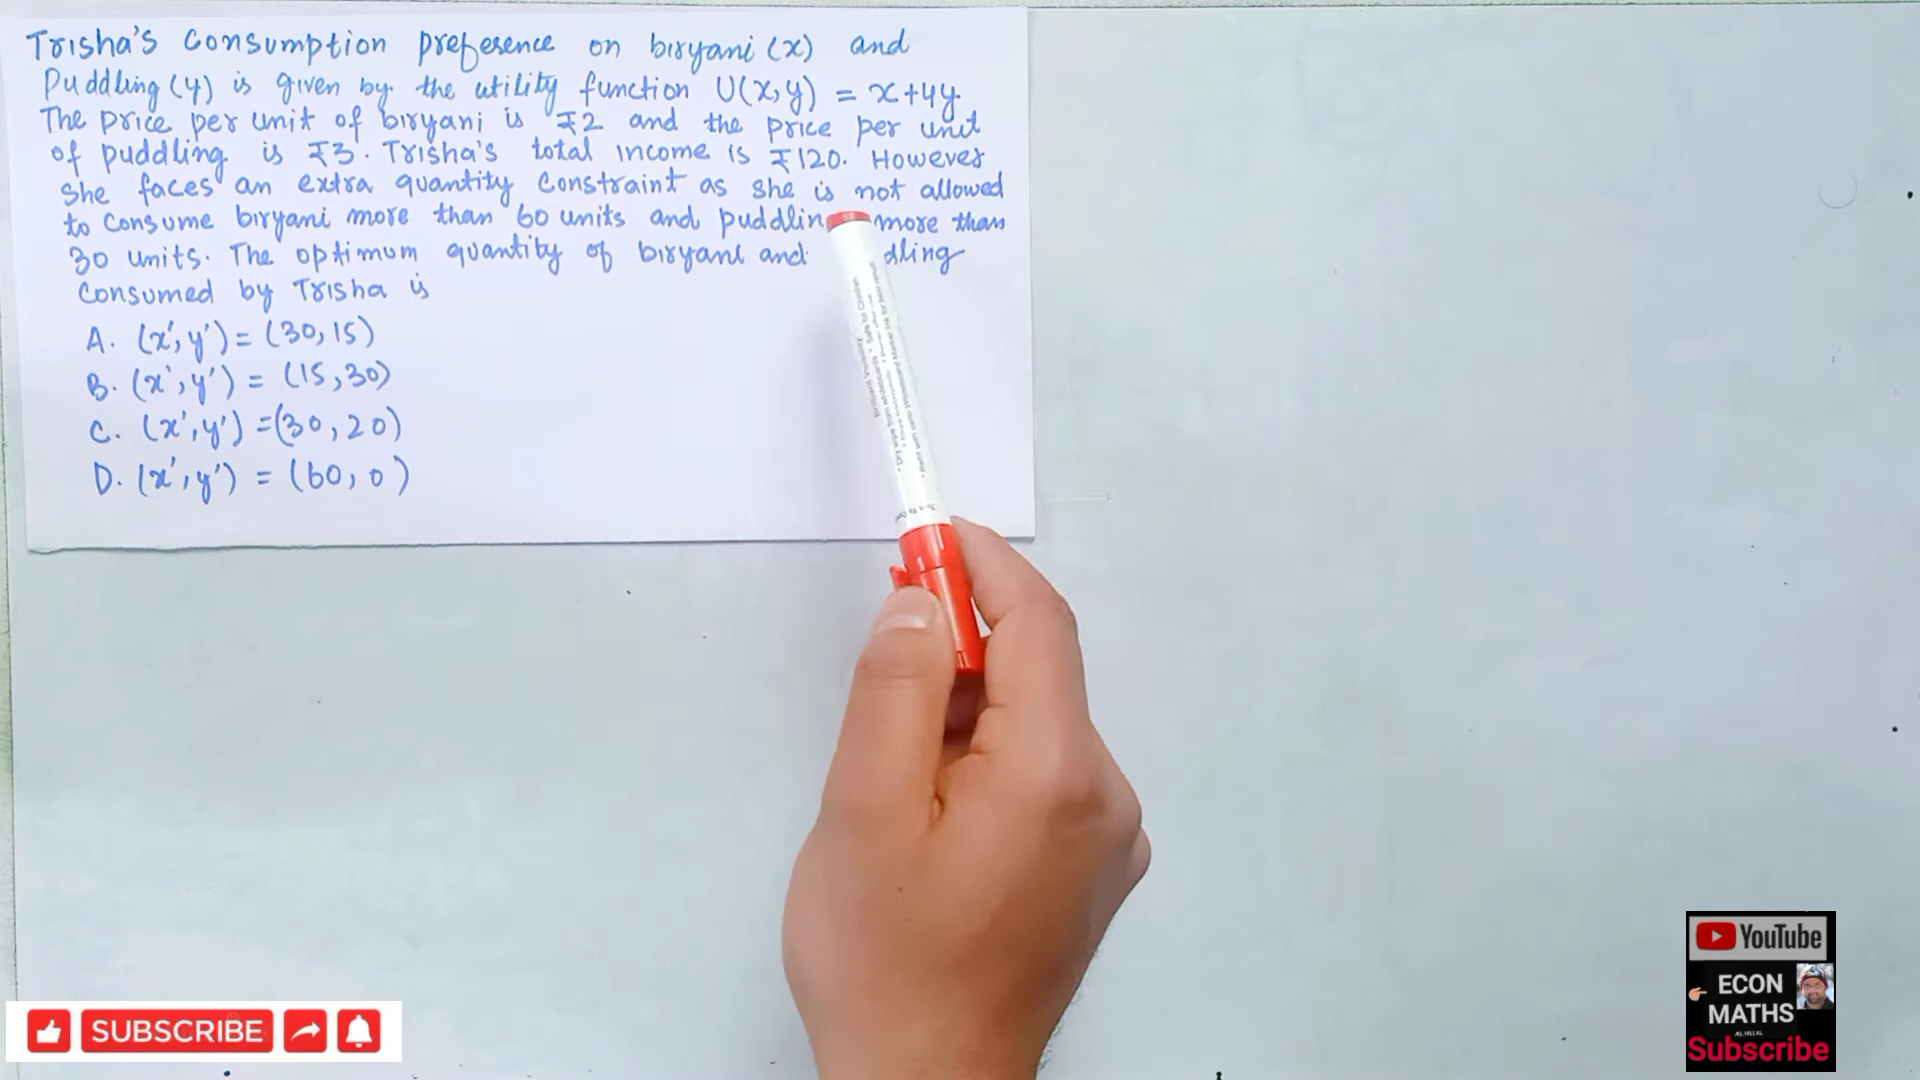 Trisha's consumption preference on biryani (x) and
Puddling (y) is given by the utility function U(x,y) = x+4y
The price per unit of biryani is ₹2 and the price per unit
of puddling is ₹3. Trisha's total income is ₹120. However
she faces an extra quantity constraint as she is not allowed
to consume biryani more than 60 units and puddlin more than
30 units. The optimum quantity of biryani and dling
consumed by Trisha is
A. (x',y') = (30,15)
B. (x',y') = (15,30)
C. (x',y') = (30,20)
D. (x',y') = (60,0)
SUBSCRIBE
YouTube
ECON
MATHS
Subscribe